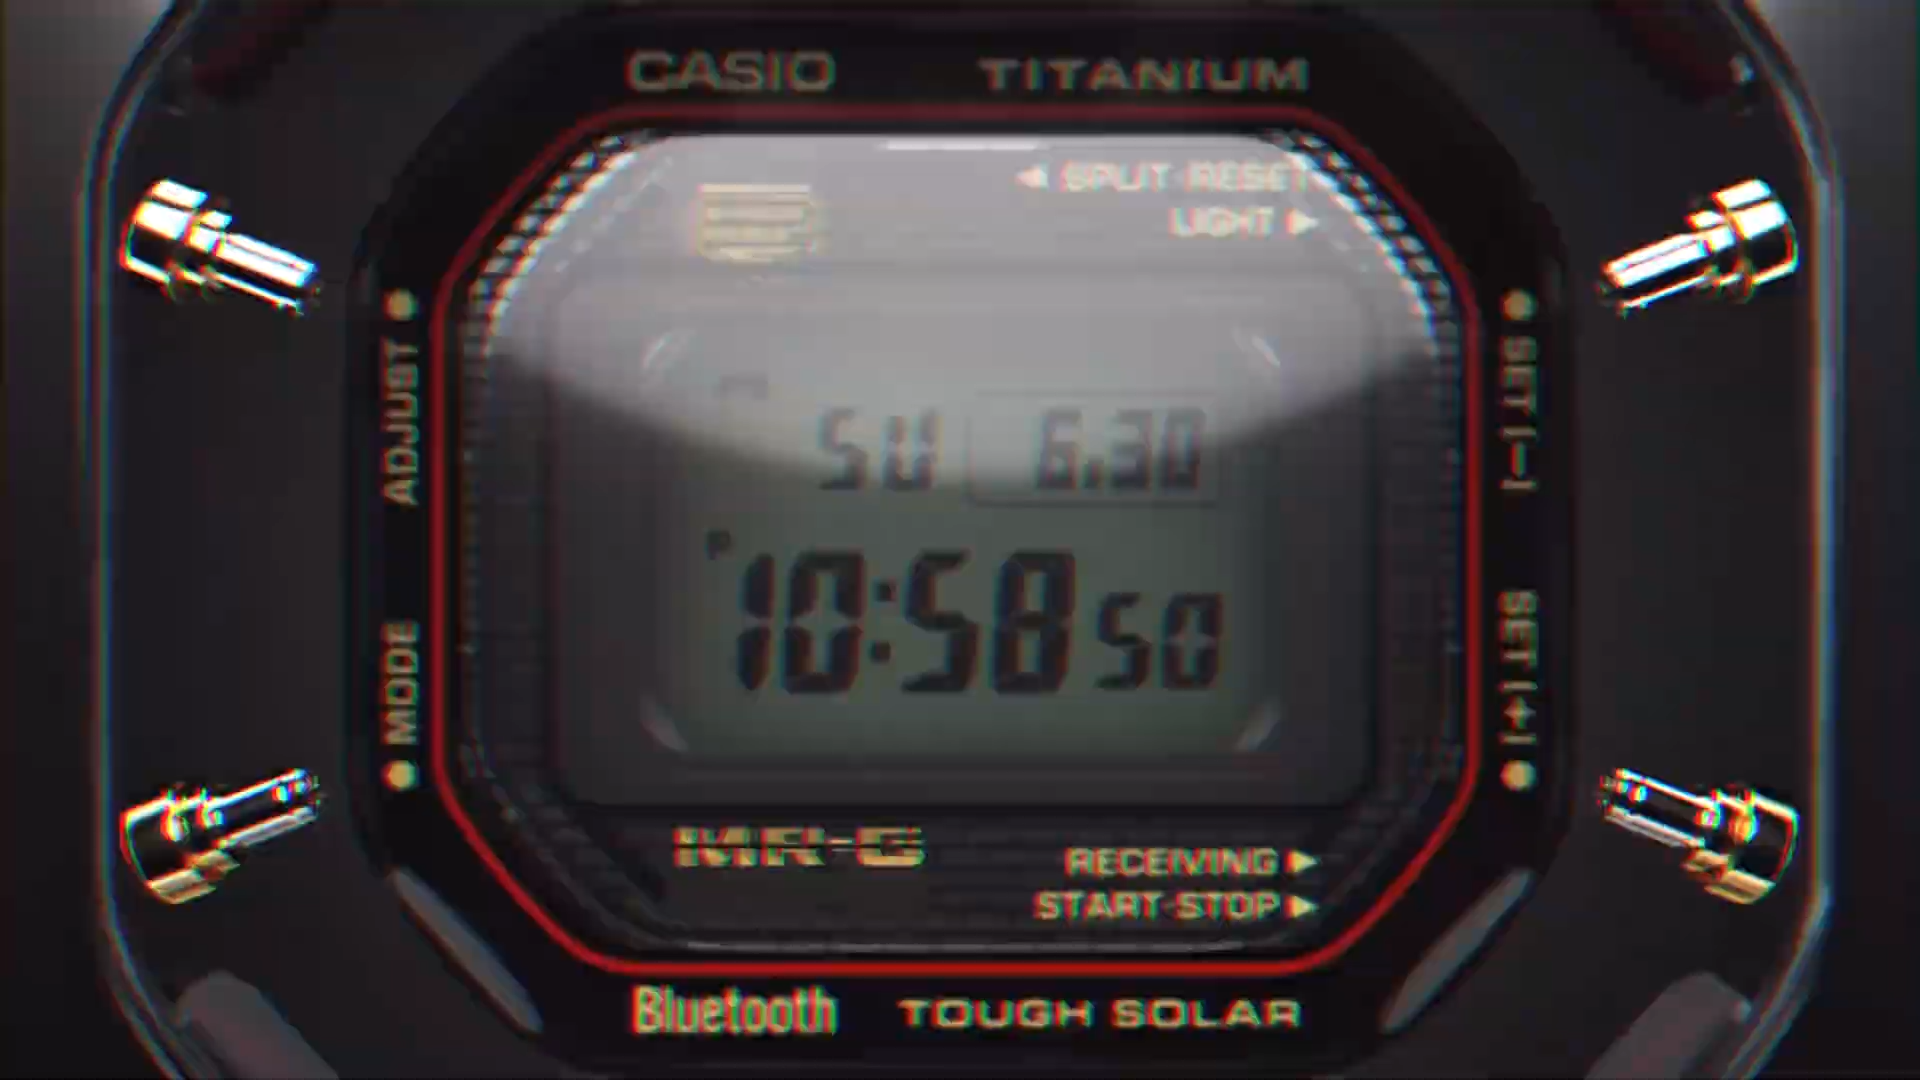 CASIO TITANIUM
SPLIT RESET
LIGHT
ADJUST
SET(-)
SU 6.30
P 10:58 50
MODE
SET(+)
MR-G
RECEIVING
START·STOP
Bluetooth TOUGH SOLAR